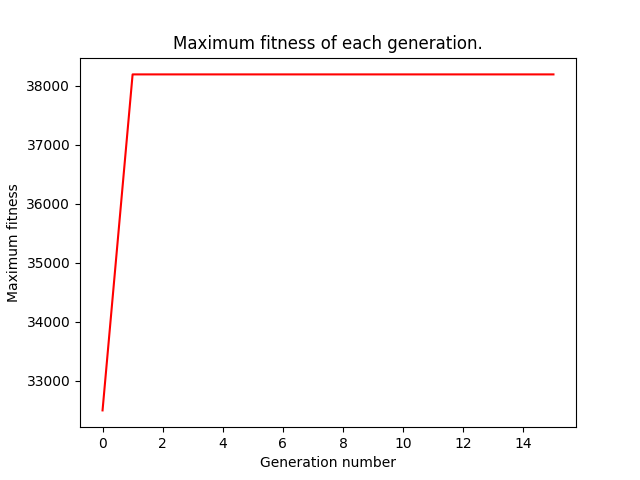 Maximum fitness of each generation.
38000
37000
36000
35000
34000
33000
Maximum fitness
0 2 4 6 8 10 12 14
Generation number